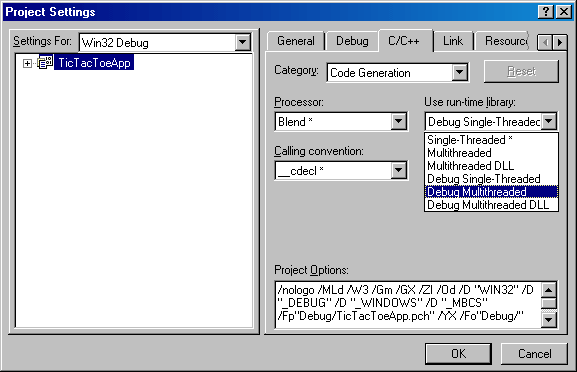 Project Settings
Settings For: Win32 Debug
TicTacToeApp
General Debug C/C++ Link Resourc
Category: Code Generation Reset
Processor:
Blend *
Calling convention:
__cdecl *
Use run-time library:
Debug Single-Threaded
Single-Threaded *
Multithreaded
Multithreaded DLL
Debug Single-Threaded
Debug Multithreaded
Debug Multithreaded DLL
Project Options:
/nologo /MLd /W3 /Gm /GX /ZI /Od /D "WIN32" /D
"_DEBUG" /D "_WINDOWS" /D "_MBCS"
/Fp"Debug/TicTacToeApp.pch" /YX /Fo"Debug/"
OK Cancel